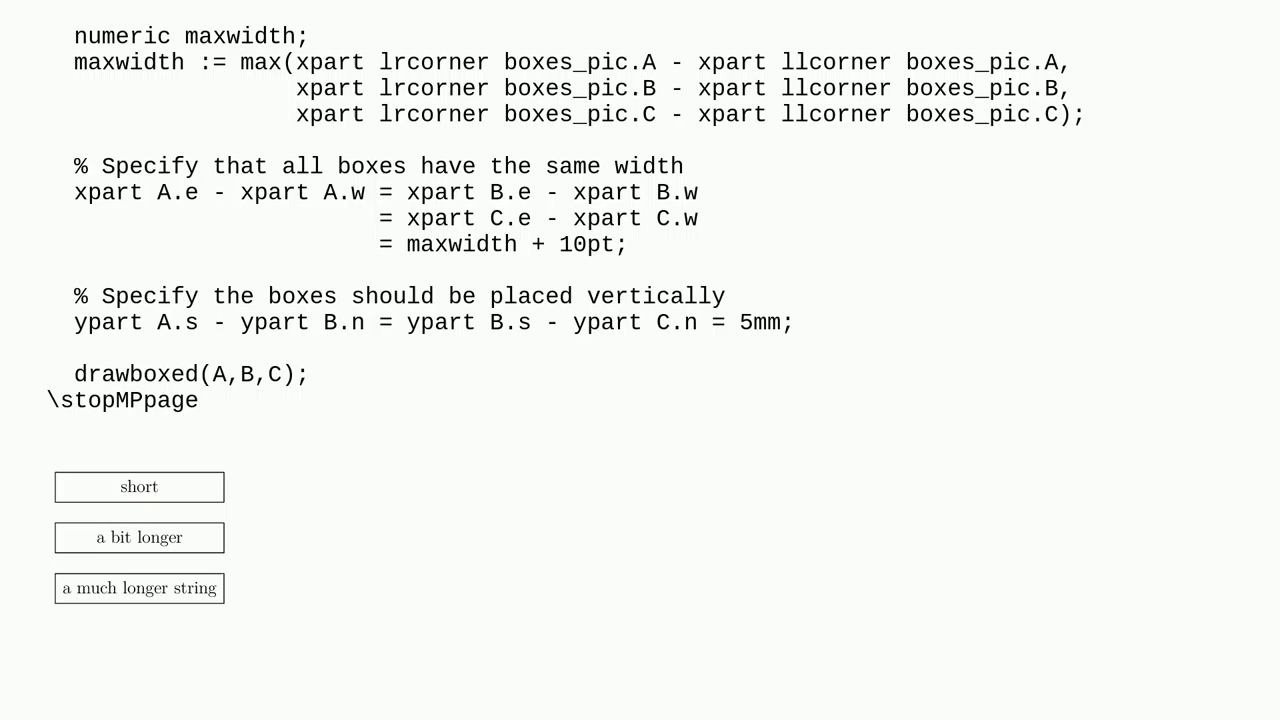 numeric maxwidth;
maxwidth := max(xpart lrcorner boxes_pic.A - xpart llcorner boxes_pic.A,
xpart lrcorner boxes_pic.B - xpart llcorner boxes_pic.B,
xpart lrcorner boxes_pic.C - xpart llcorner boxes_pic.C);
% Specify that all boxes have the same width
xpart A.e - xpart A.w = xpart B.e - xpart B.w
= xpart C.e - xpart C.w
= maxwidth + 10pt;
% Specify the boxes should be placed vertically
ypart A.s - ypart B.n = ypart B.s - ypart C.n = 5mm;
drawboxed(A,B,C);
\stopMPpage
short
a bit longer
a much longer string